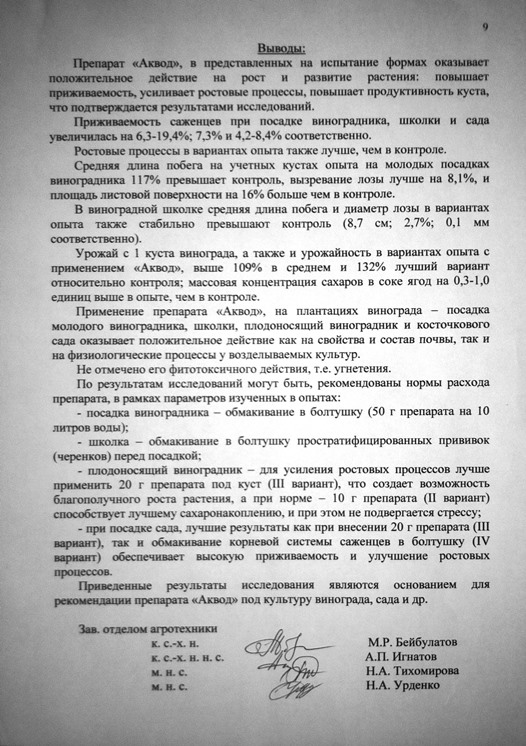 9
Выводы:
Препарат «Аквод», в представленных на испытание формах оказывает
положительное действие на рост и развитие растения: повышает
приживаемость, усиливает ростовые процессы, повышает продуктивность куста,
что подтверждается результатами исследований.
Приживаемость саженцев при посадке виноградника, школки и сада
увеличилась на 6,3-19,4%; 7,3% и 4,2-8,4% соответственно.
Ростовые процессы в вариантах опыта также лучше, чем в контроле.
Средняя длина побега на учетных кустах опыта на молодых посадках
виноградника 117% превышает контроль, вызревание лозы лучше на 8,1%, и
площадь листовой поверхности на 16% больше чем в контроле.
В виноградной школке средняя длина побега и диаметр лозы в вариантах
опыта также стабильно превышают контроль (8,7 см; 2,7%; 0,1 мм
соответственно).
Урожай с 1 куста винограда, а также и урожайность в вариантах опыта с
применением «Аквод», выше 109% в среднем и 132% лучший вариант
относительно контроля; массовая концентрация сахаров в соке ягод на 0,3-1,0
единиц выше в опыте, чем в контроле.
Применение препарата «Аквод», на плантациях винограда – посадка
молодого виноградника, школки, плодоносящий виноградник и косточкового
сада оказывает положительное действие как на свойства и состав почвы, так и
на физиологические процессы у возделываемых культур.
Не отмечено его фитотоксичного действия, т.е. угнетения.
По результатам исследований могут быть, рекомендованы нормы расхода
препарата, в рамках параметров изученных в опытах:
- посадка виноградника – обмакивание в болтушку (50 г препарата на 10
литров воды);
- школка – обмакивание в болтушку простратифицированных прививок
(черенков) перед посадкой;
- плодоносящий виноградник – для усиления ростовых процессов лучше
применить 20 г препарата под куст (III вариант), что создает возможность
благополучного роста растения, а при норме – 10 г препарата (II вариант)
способствует лучшему сахаронакоплению, и при этом не подвергается стрессу;
- при посадке сада, лучшие результаты как при внесении 20 г препарата (III
вариант), так и обмакивание корневой системы саженцев в болтушку (IV
вариант) обеспечивает высокую приживаемость и улучшение ростовых
процессов.
Приведенные результаты исследования являются основанием для
рекомендации препарата «Аквод» под культуру винограда, сада и др.
Зав. отделом агротехники
к. с.-х. н. М.Р. Бейбулатов
к. с.-х. н. н. с. А.П. Игнатов
м. н. с. Н.А. Тихомирова
м. н. с. Н.А. Урденко